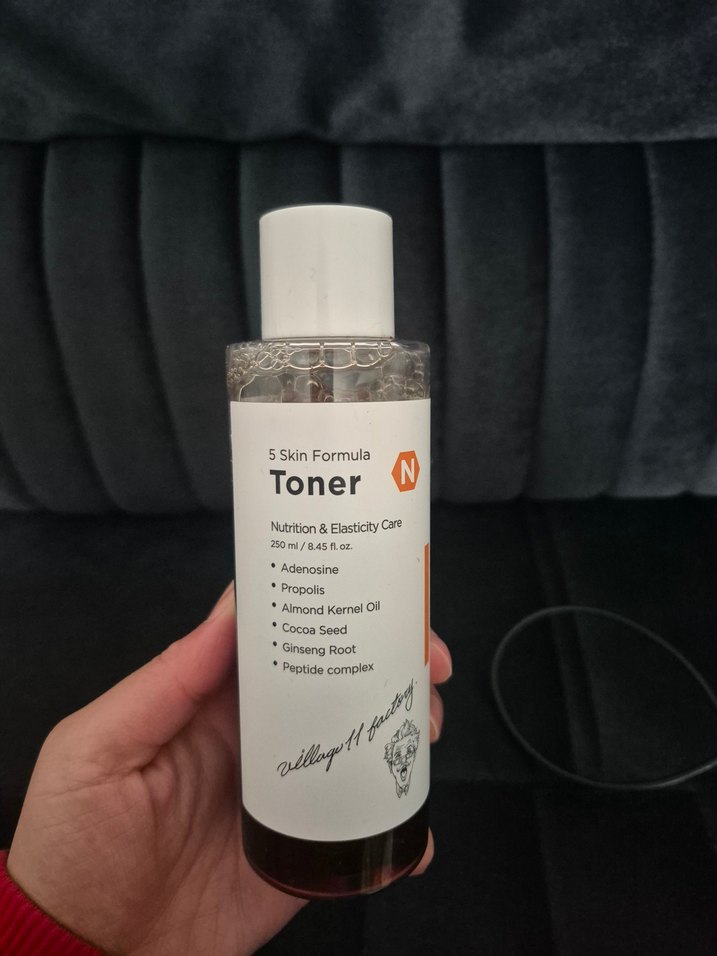 5 Skin Formula
Toner
N
Nutrition & Elasticity Care
250 ml / 8.45 fl. oz.
• Adenosine
• Propolis
• Almond Kernel Oil
• Cocoa Seed
• Ginseng Root
• Peptide complex
village 11 factory.